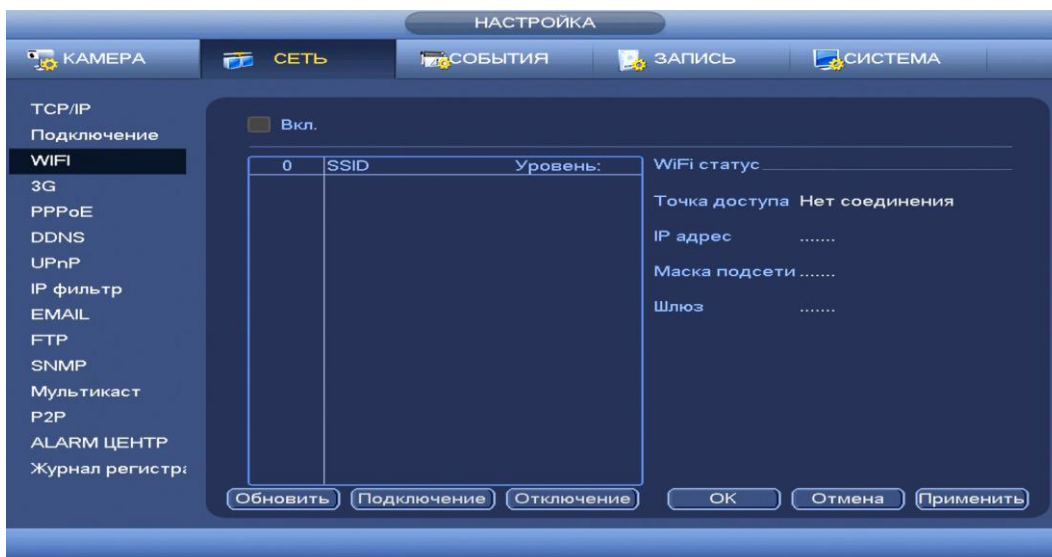 НАСТРОЙКА
КАМЕРА СЕТЬ СОБЫТИЯ ЗАПИСЬ СИСТЕМА
TCP/IP
Подключение
WIFI
3G
PPPoE
DDNS
UPnP
IP фильтр
EMAIL
FTP
SNMP
Мультикаст
P2P
ALARM ЦЕНТР
Журнал регистра
Вкл.
0 SSID Уровень:
WiFi статус
Точка доступа Нет соединения
IP адрес .......
Маска подсети .......
Шлюз .......
Обновить Подключение Отключение OK Отмена Применить